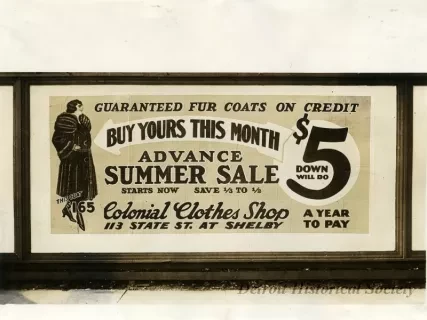 GUARANTEED FUR COATS ON CREDIT
BUY YOURS THIS MONTH
ADVANCE
SUMMER SALE
STARTS NOW SAVE 1/3 TO 1/2
$5
DOWN
WILL DO
THIS COAT
$65
Colonial Clothes Shop
113 STATE ST. AT SHELBY
A YEAR
TO PAY
Detroit Historical Society